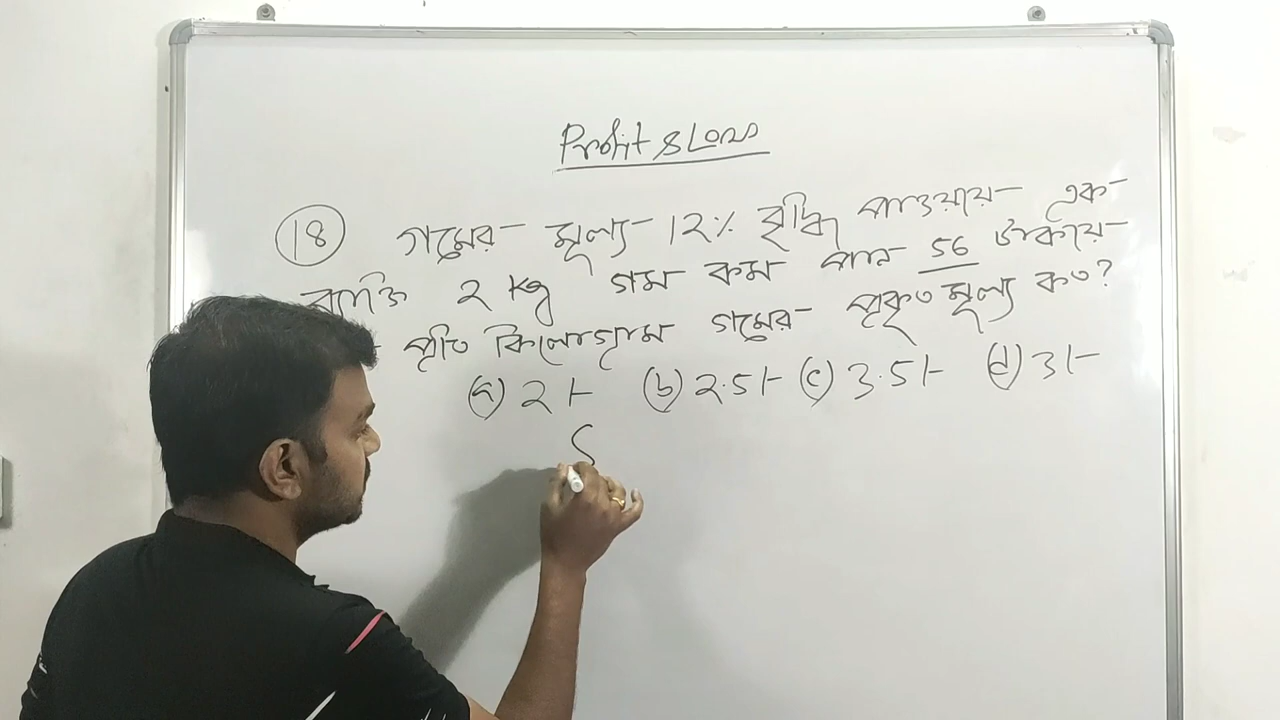 Profit & Loss
18 গমের মূল্য 12% বৃদ্ধি পাওয়ায় এক
ব্যক্তি 2 Kg গম কম পান 56 টাকায়
প্রতি কিলোগ্রাম গমের প্রকৃত মূল্য কত?
(a) 2/- (b) 2.5/- (c) 3.5/- (d) 3/-
S